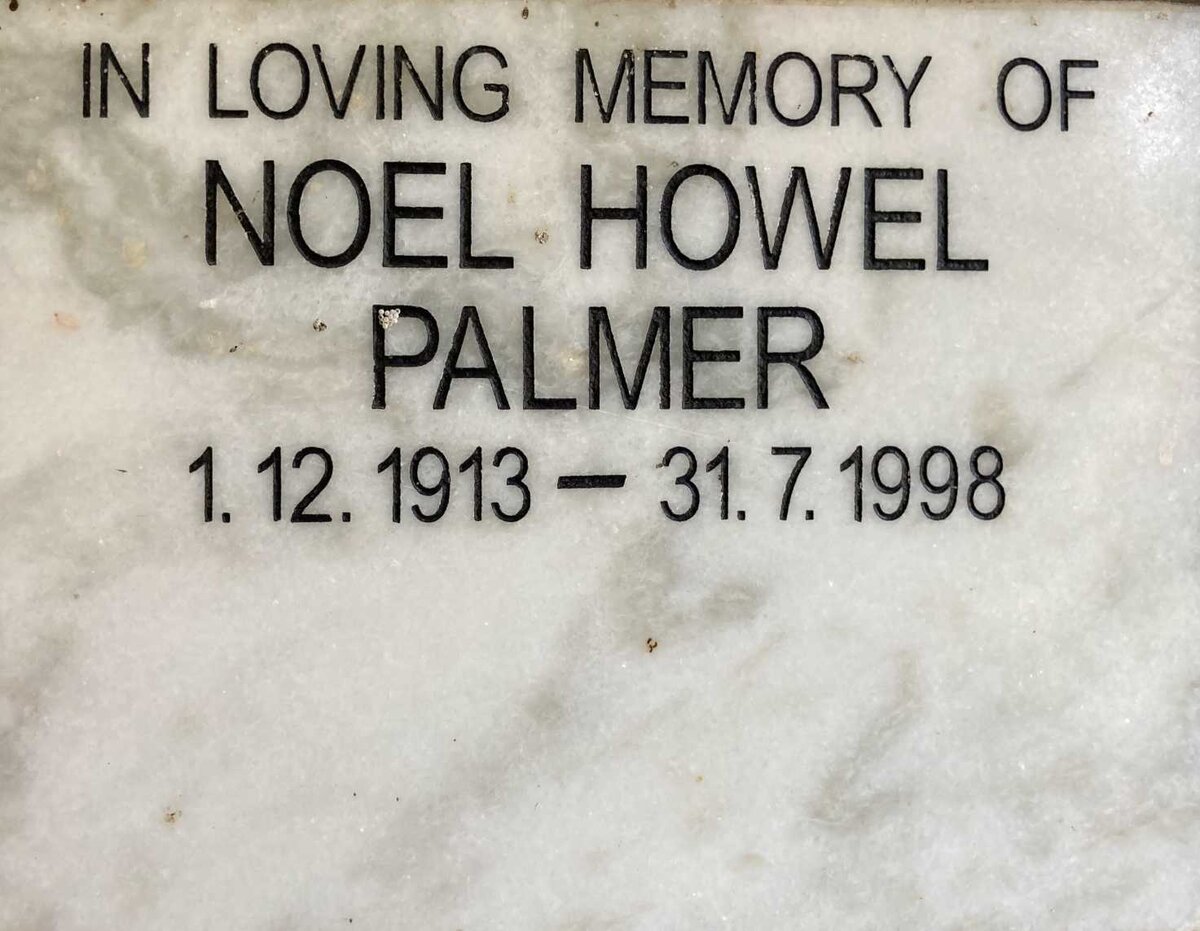 IN LOVING MEMORY OF
NOEL HOWEL
PALMER
1.12.1913 – 31.7.1998